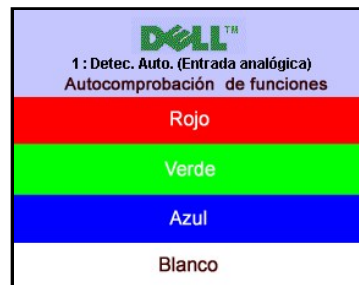 DELL™
1 : Detec. Auto. (Entrada analógica)
Autocomprobación de funciones
Rojo
Verde
Azul
Blanco